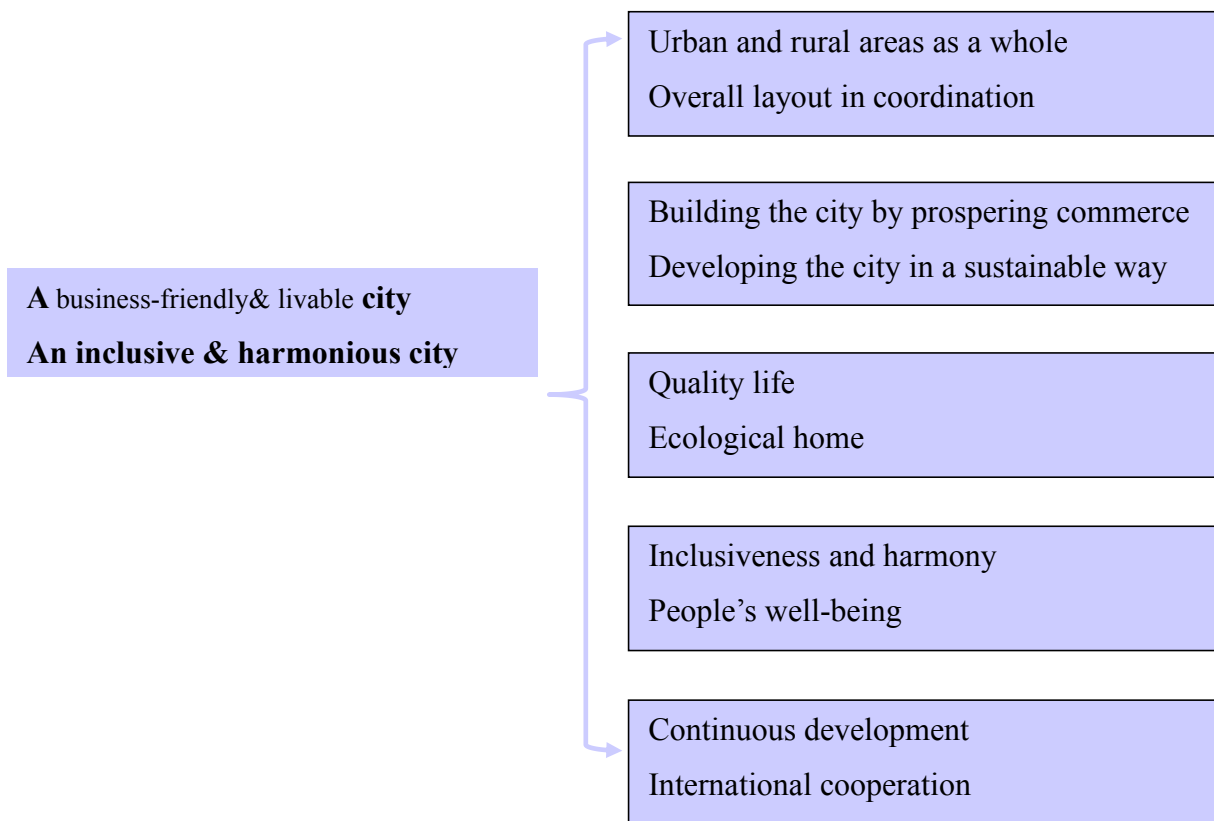 A business-friendly& livable city
An inclusive & harmonious city
Urban and rural areas as a whole
Overall layout in coordination
Building the city by prospering commerce
Developing the city in a sustainable way
Quality life
Ecological home
Inclusiveness and harmony
People’s well-being
Continuous development
International cooperation